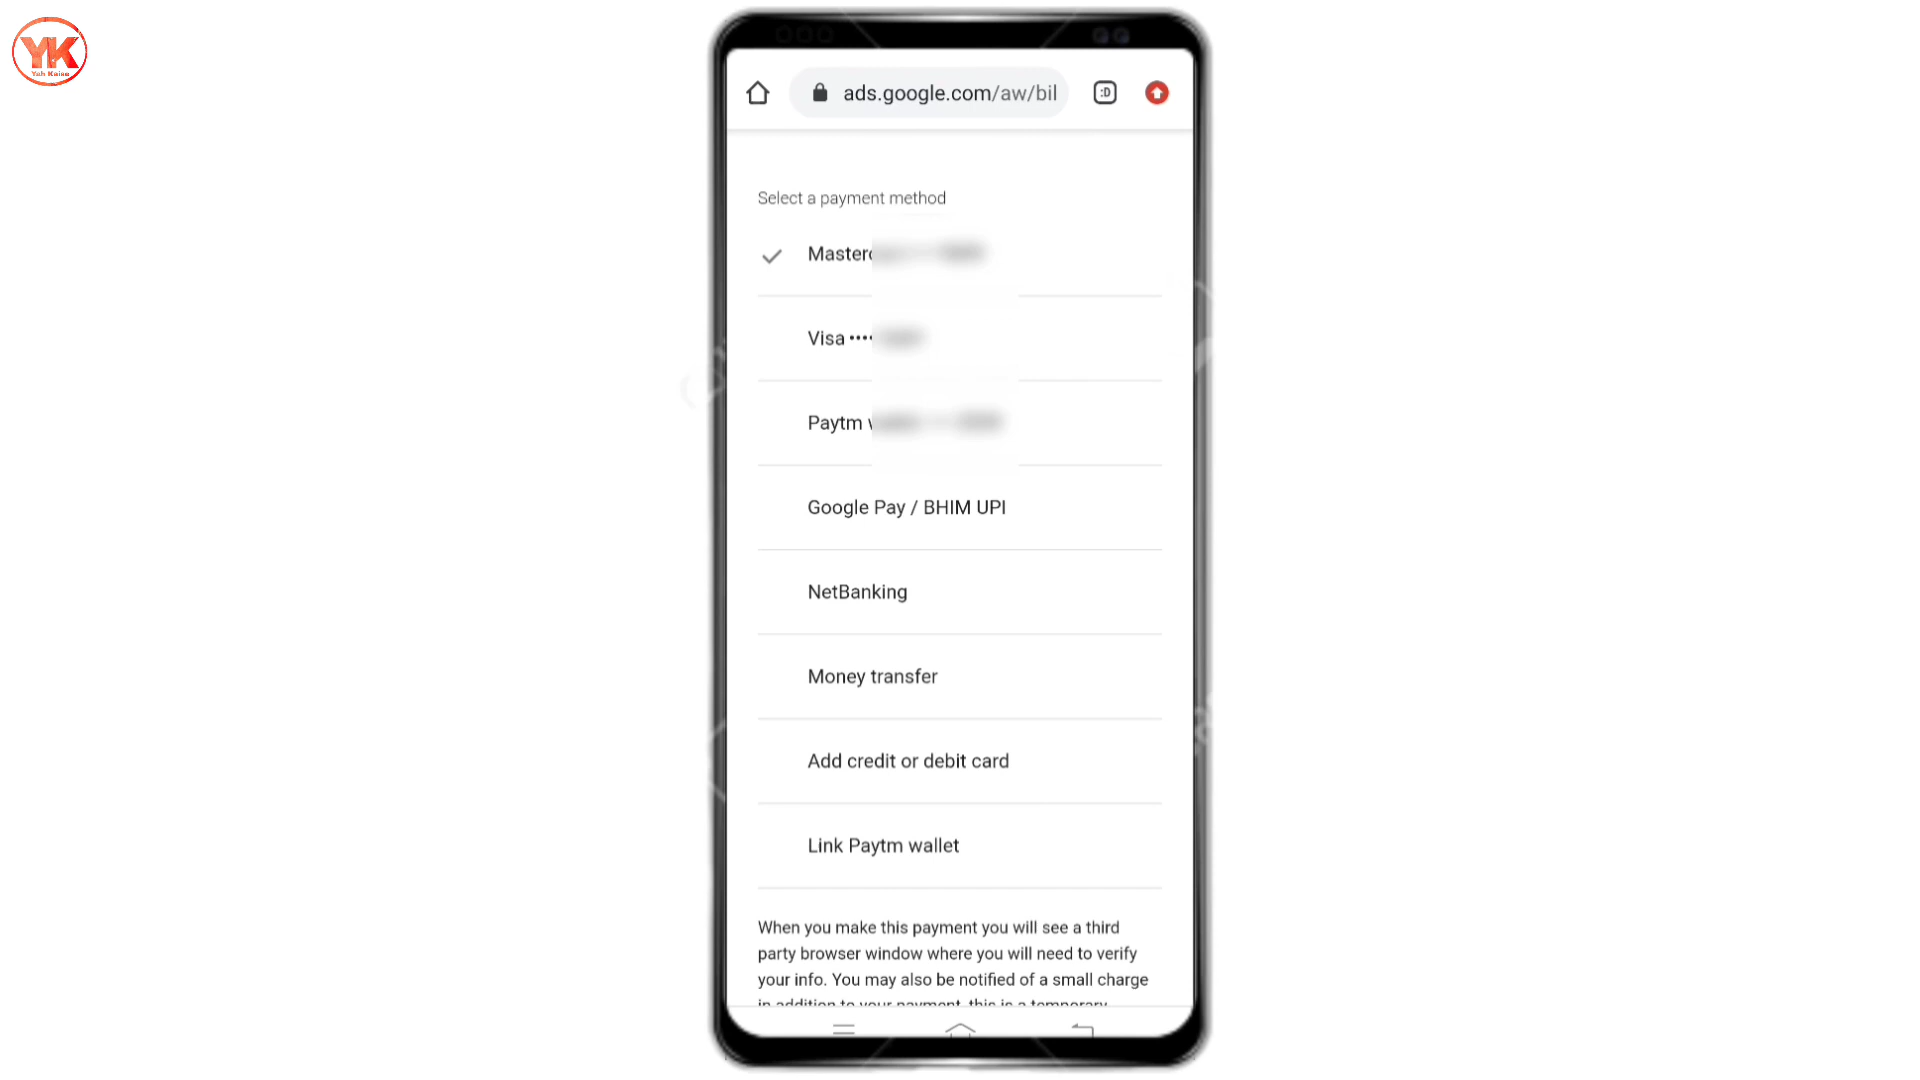 YK
Yeh Kaise
ads.google.com/aw/bil
:D
Select a payment method
Visa ••••
Paytm
Google Pay / BHIM UPI
NetBanking
Money transfer
Add credit or debit card
Link Paytm wallet
When you make this payment you will see a third
party browser window where you will need to verify
your info. You may also be notified of a small charge
in addition to your payment, this is a temporary